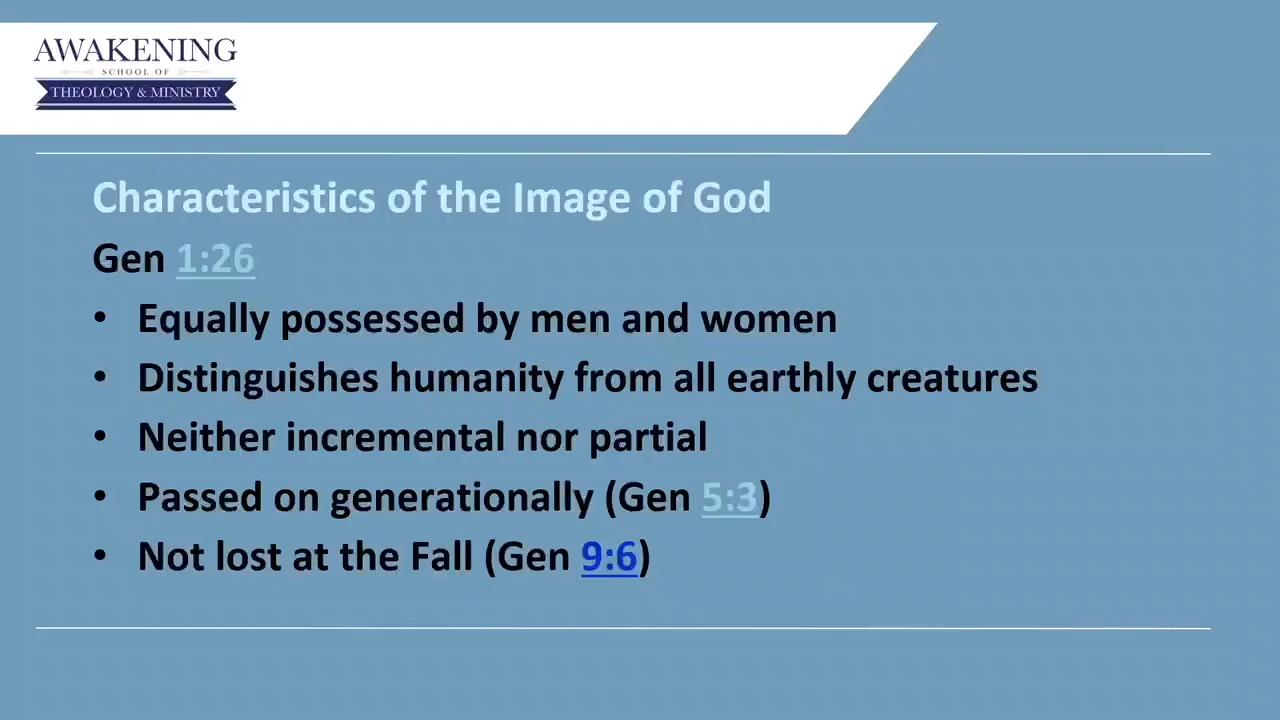 AWAKENING
SCHOOL OF
THEOLOGY & MINISTRY
Characteristics of the Image of God
Gen 1:26
• Equally possessed by men and women
• Distinguishes humanity from all earthly creatures
• Neither incremental nor partial
• Passed on generationally (Gen 5:3)
• Not lost at the Fall (Gen 9:6)